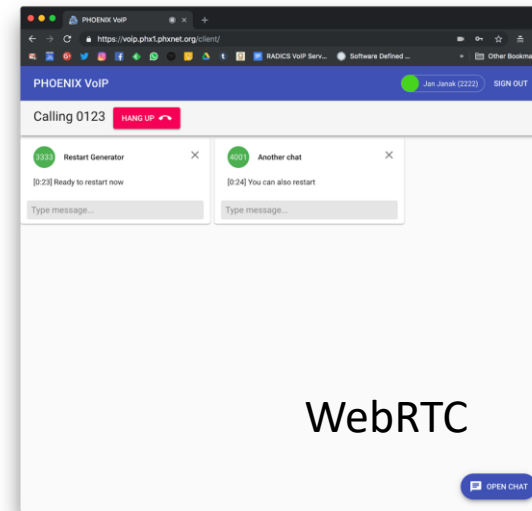 PHOENIX VoIP
https://voip.phx1.phxnet.org/client/
RADICS VoIP Serv...
Software Defined ...
Other Bookma
PHOENIX VoIP
Jan Janak (2222)
SIGN OUT
Calling 0123
HANG UP
3333
Restart Generator
[0:23] Ready to restart now
Type message...
4001
Another chat
[0:24] You can also restart
Type message...
WebRTC
OPEN CHAT